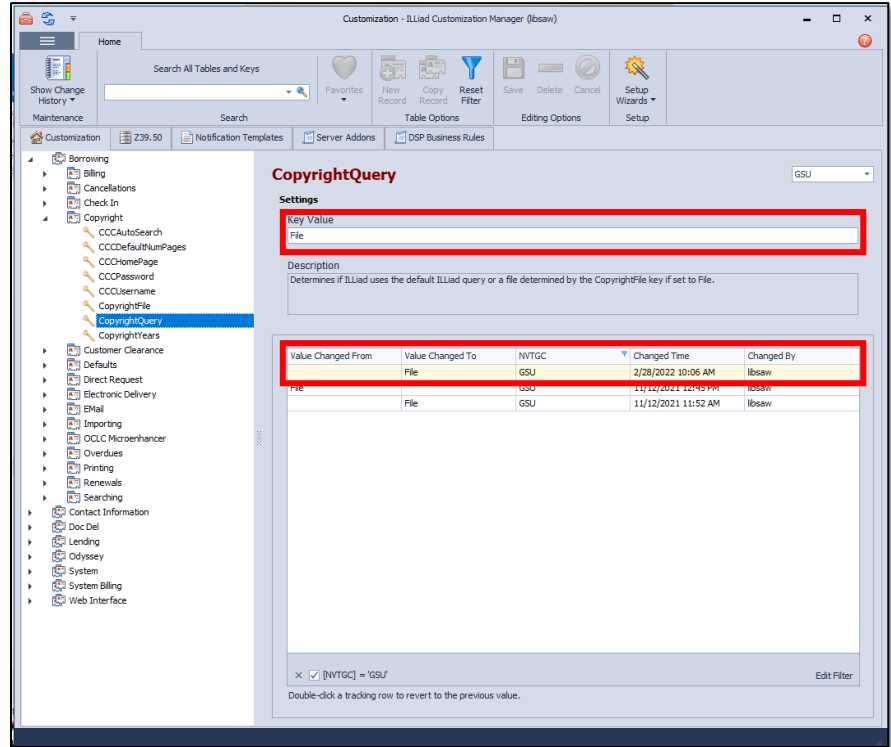 Customization - ILLiad Customization Manager (libsaw)
Home
Show Change History
Search All Tables and Keys
Favorites
New Record
Copy Record
Reset Filter
Save
Delete
Cancel
Setup Wizards
Maintenance
Search
Table Options
Editing Options
Setup
Customization
Z39.50
Notification Templates
Server Addons
DSP Business Rules
Borrowing
Billing
Cancellations
Check In
Copyright
CCCAutoSearch
CCCDefaultNumPages
CCCHomePage
CCCPassword
CCCUsername
CopyrightFile
CopyrightQuery
CopyrightYears
Customer Clearance
Defaults
Direct Request
Electronic Delivery
EMail
Importing
OCLC Microenhancer
Overdues
Printing
Renewals
Searching
Contact Information
Doc Del
Lending
Odyssey
System
System Billing
Web Interface
CopyrightQuery
GSU
Settings
Key Value
File
Description
Determines if ILLiad uses the default ILLiad query or a file determined by the CopyrightFile key if set to File.
Value Changed From Value Changed To NVTGC Changed Time Changed By
File GSU 2/28/2022 10:06 AM libsaw
File GSU 11/12/2021 12:45 PM libsaw
File GSU 11/12/2021 11:52 AM libsaw
[NVTGC] = 'GSU'
Edit Filter
Double-click a tracking row to revert to the previous value.